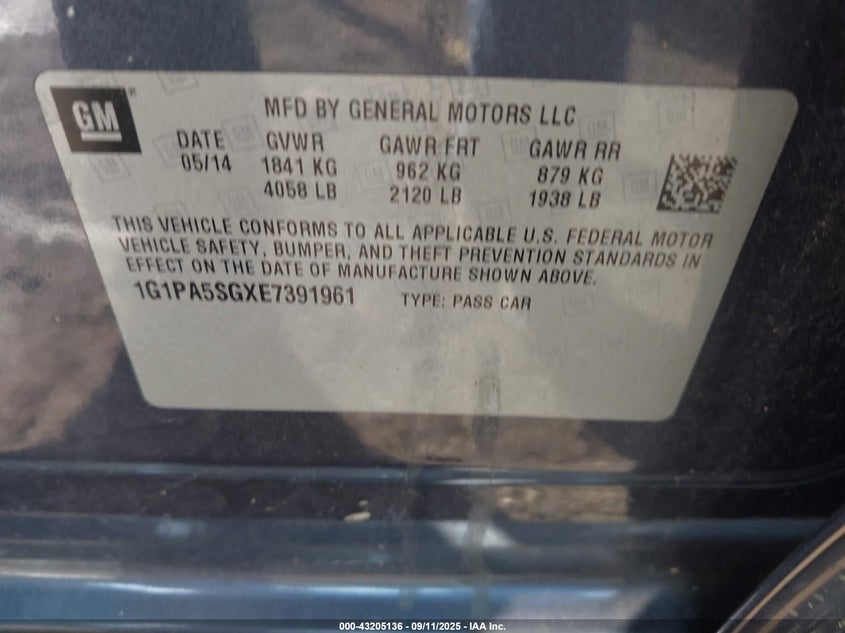 GM ®
MFD BY GENERAL MOTORS LLC
DATE GVWR GAWR FRT GAWR RR
05/14 1841 KG 962 KG 879 KG
4058 LB 2120 LB 1938 LB
THIS VEHICLE CONFORMS TO ALL APPLICABLE U.S. FEDERAL MOTOR
VEHICLE SAFETY, BUMPER, AND THEFT PREVENTION STANDARDS IN
EFFECT ON THE DATE OF MANUFACTURE SHOWN ABOVE.
1G1PA5SGXE7391961 TYPE: PASS CAR
000-43205136 - 09/11/2025 - IAA Inc.